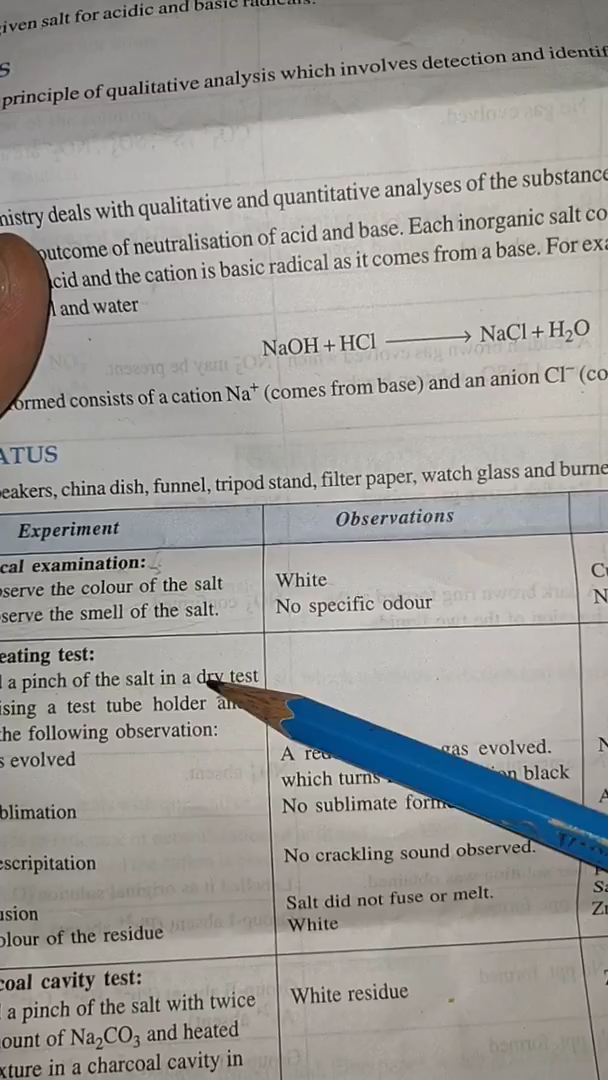 given salt for acidic and basic radicals.
S
principle of qualitative analysis which involves detection and identif
mistry deals with qualitative and quantitative analyses of the substance
outcome of neutralisation of acid and base. Each inorganic salt co
cid and the cation is basic radical as it comes from a base. For exa
l and water
NaOH + HCl ⟶ NaCl + H₂O
ormed consists of a cation Na⁺ (comes from base) and an anion Cl⁻ (co
ATUS
eakers, china dish, funnel, tripod stand, filter paper, watch glass and burne
Experiment Observations
cal examination:
serve the colour of the salt White
serve the smell of the salt. No specific odour
eating test:
a pinch of the salt in a dry test
ising a test tube holder
the following observation:
s evolved A gas evolved.
which turns black
blimation No sublimate
escripitation No crackling sound observed.
usion Salt did not fuse or melt.
olour of the residue White
coal cavity test:
a pinch of the salt with twice White residue
ount of Na₂CO₃ and heated
xture in a charcoal cavity in